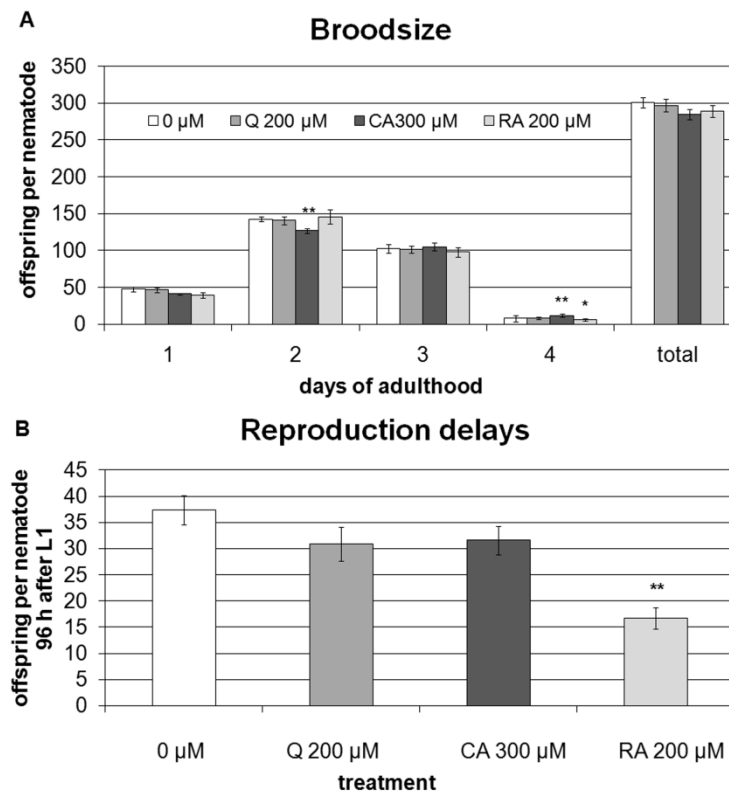 A
Broodsize
offspring per nematode
350
300
250
200
150
100
50
0
0 µM Q 200 µM CA300 µM RA 200 µM
**
** *
1 2 3 4 total
days of adulthood
B
Reproduction delays
offspring per nematode
96 h after L1
45
40
35
30
25
20
15
10
5
0
**
0 µM Q 200 µM CA 300 µM RA 200 µM
treatment